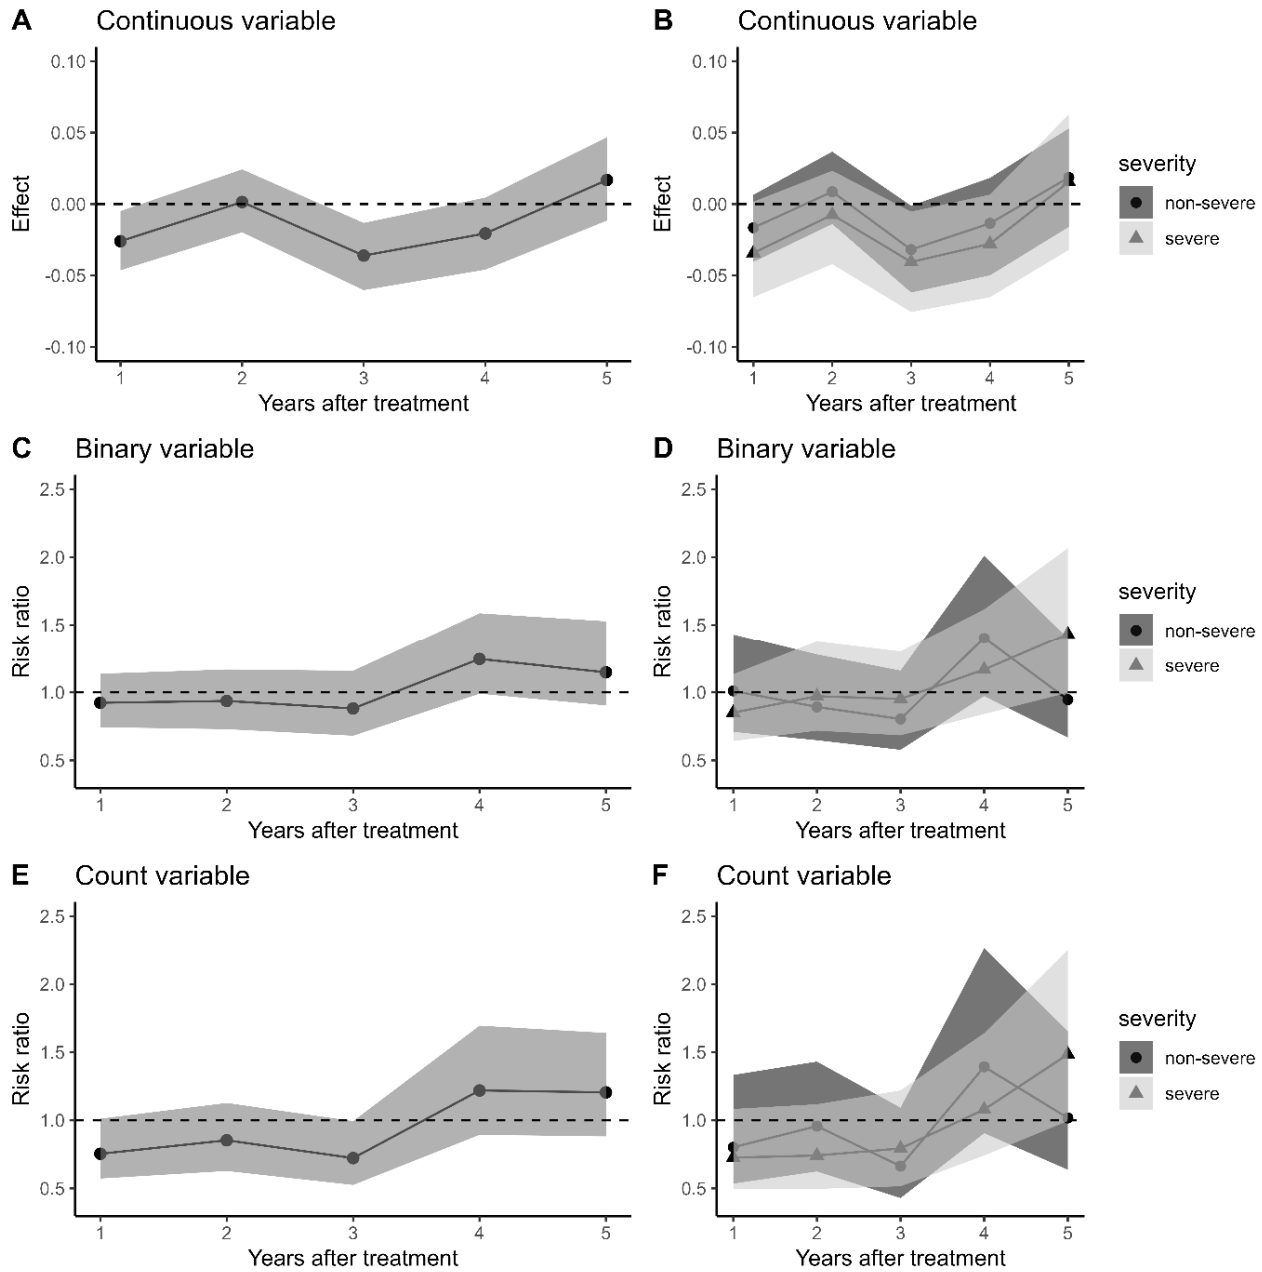 A Continuous variable
0.10
0.05
0.00
-0.05
-0.10
Effect
1 2 3 4 5
Years after treatment
B Continuous variable
0.10
0.05
0.00
-0.05
-0.10
Effect
1 2 3 4 5
Years after treatment
severity
non-severe
severe
C Binary variable
2.5
2.0
1.5
1.0
0.5
Risk ratio
1 2 3 4 5
Years after treatment
D Binary variable
2.5
2.0
1.5
1.0
0.5
Risk ratio
1 2 3 4 5
Years after treatment
severity
non-severe
severe
E Count variable
2.5
2.0
1.5
1.0
0.5
Risk ratio
1 2 3 4 5
Years after treatment
F Count variable
2.5
2.0
1.5
1.0
0.5
Risk ratio
1 2 3 4 5
Years after treatment
severity
non-severe
severe